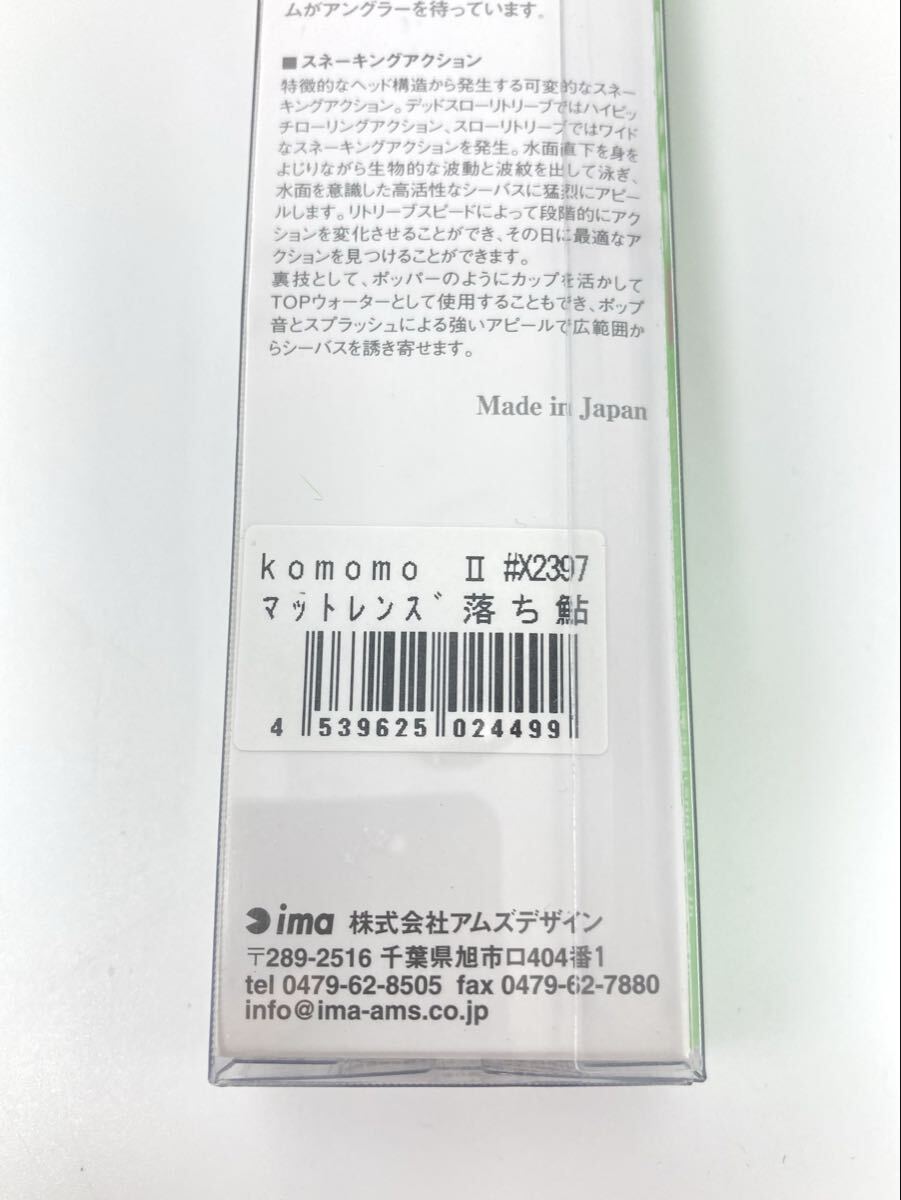 ムがアングラーを待っています。
■スネーキングアクション
特徴的なヘッド構造から発生する可変的なスネー
キングアクション。デッドスローリトリーブではハイピッ
チローリングアクション、スローリトリーブではワイド
なスネーキングアクションを発生。水面直下を身を
よじりながら生物的な波動と波紋を出して泳ぎ、
水面を意識した高活性なシーバスに猛烈にアピー
ルします。リトリーブスピードによって段階的にアク
ションを変化させることができ、その日に最適なア
クションを見つけることができます。
裏技として、ポッパーのようにカップを活かして
TOPウォーターとして使用することもでき、ポップ
音とスプラッシュによる強いアピールで広範囲か
らシーバスを誘き寄せます。
Made in Japan
komomo Ⅱ #X2397
マットレンズ 落ち鮎
4 539625 024499
ima 株式会社アムズデザイン
〒289-2516 千葉県旭市ロ404番1
tel 0479-62-8505 fax 0479-62-7880
info@ima-ams.co.jp